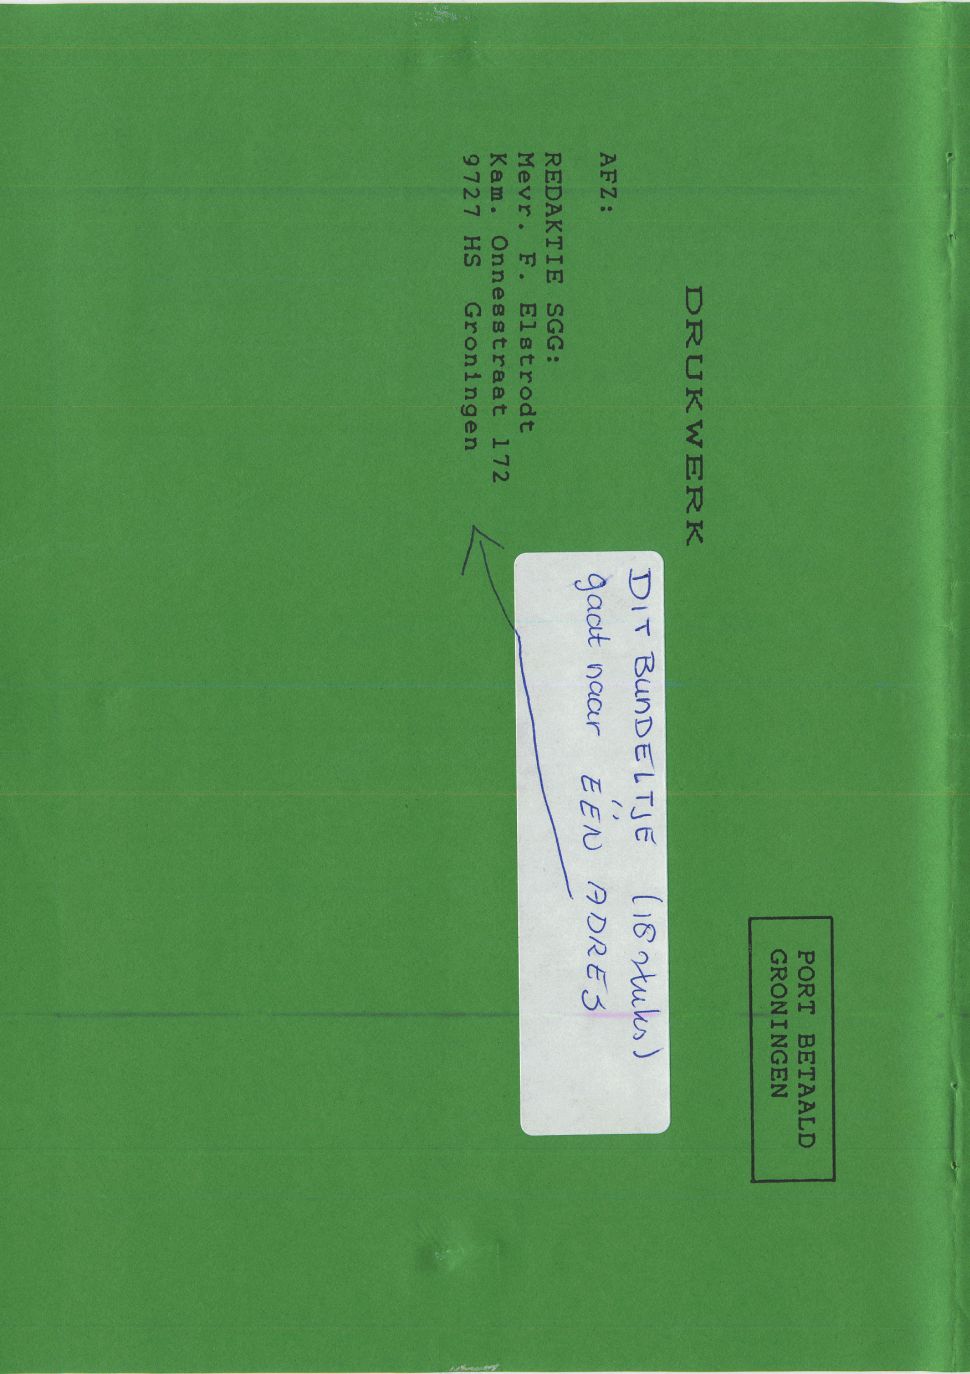 PORT BETAALD
GRONINGEN
DRUKWERK
AFZ:
REDAKTIE SGG:
Mevr. F. Elstrodt
Kam. Onnesstraat 172
9727 HS Groningen
DIT BUNDELTJE (18 stuks)
gaat naar ÉÉN ADRES